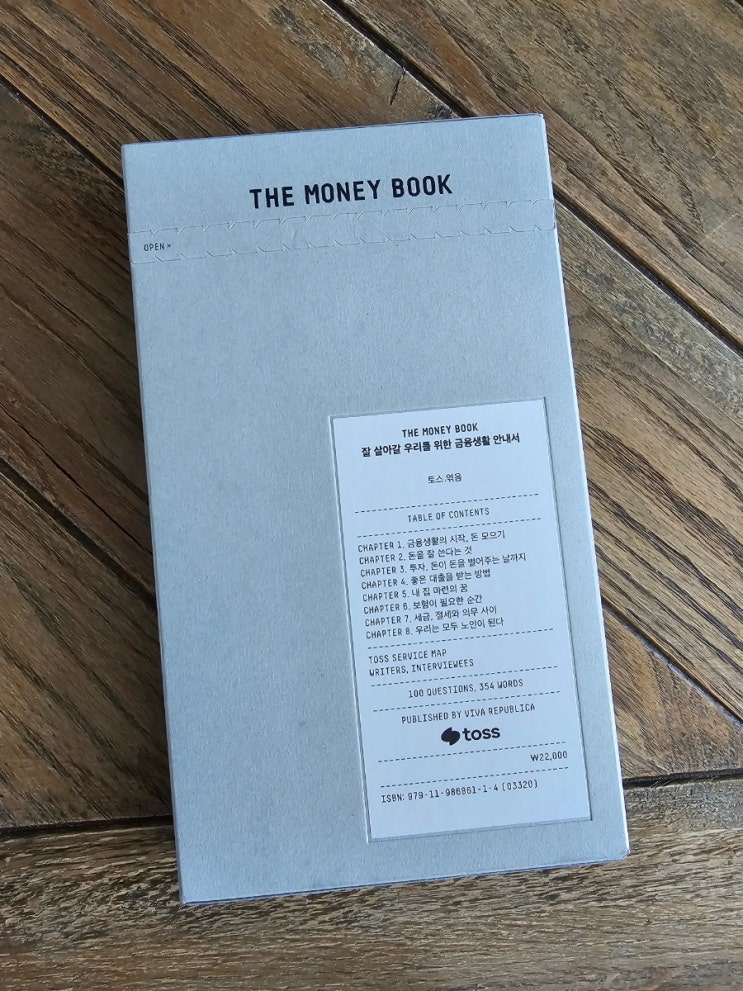 THE MONEY BOOK
OPEN »
THE MONEY BOOK
잘 살아갈 우리를 위한 금융생활 안내서
토스 엮음
TABLE OF CONTENTS
CHAPTER 1. 금융생활의 시작, 돈 모으기
CHAPTER 2. 돈을 잘 쓴다는 것
CHAPTER 3. 투자, 돈이 돈을 벌어주는 날까지
CHAPTER 4. 좋은 대출을 받는 방법
CHAPTER 5. 내 집 마련의 꿈
CHAPTER 6. 보험이 필요한 순간
CHAPTER 7. 세금, 절세와 의무 사이
CHAPTER 8. 우리는 모두 노인이 된다
TOSS SERVICE MAP
WRITERS, INTERVIEWEES
100 QUESTIONS, 354 WORDS
PUBLISHED BY VIVA REPUBLICA
toss
₩22,000
ISBN: 979-11-986861-1-4 (03320)